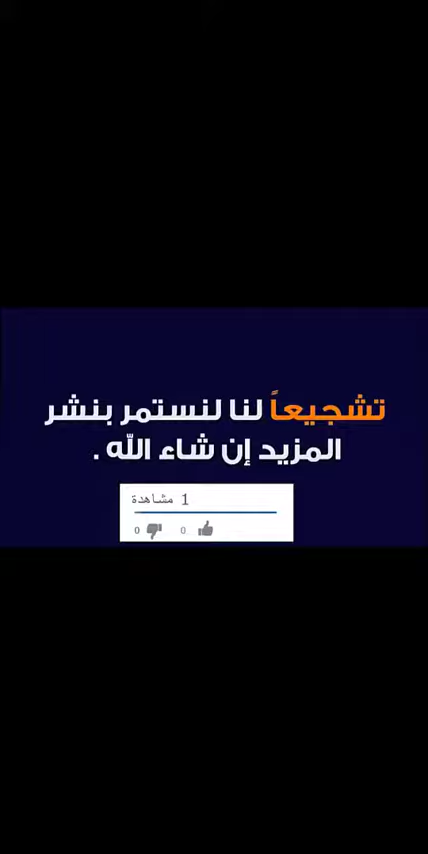 تشجيعاً لنا لنستمر بنشر
المزيد إن شاء الله .
1 مشاهدة
0 0